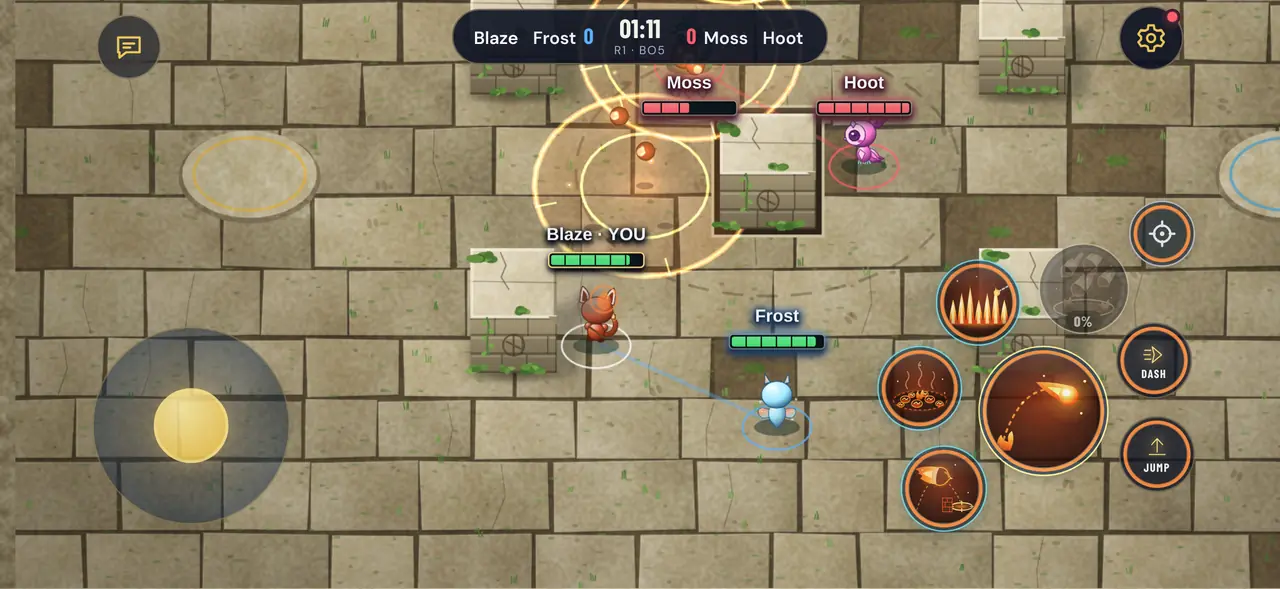 Blaze Frost 0 01:11 0 Moss Hoot
R1 · BO5
Moss
Hoot
Blaze · YOU
Frost
0%
DASH
JUMP